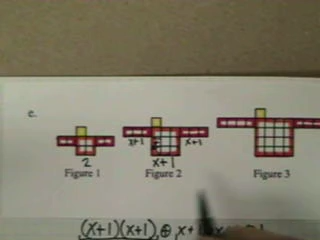 e.
x+1 x+1
2 x+1
Figure 1 Figure 2 Figure 3
(x+1)(x+1) ⊕ x+